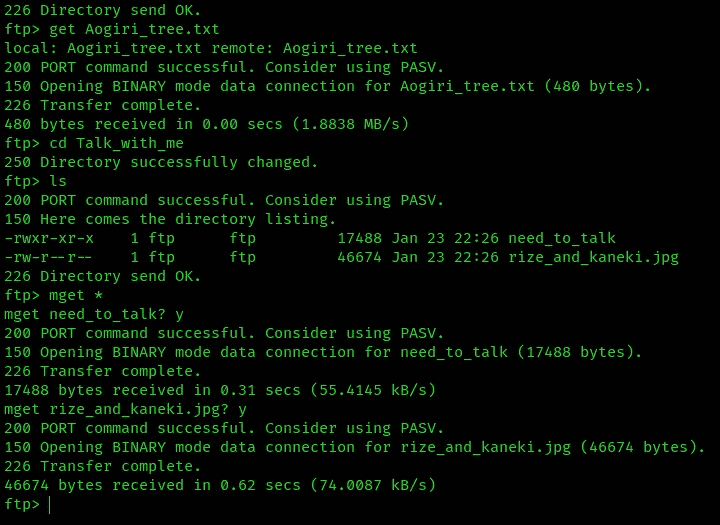 226 Directory send OK.
ftp> get Aogiri_tree.txt
local: Aogiri_tree.txt remote: Aogiri_tree.txt
200 PORT command successful. Consider using PASV.
150 Opening BINARY mode data connection for Aogiri_tree.txt (480 bytes).
226 Transfer complete.
480 bytes received in 0.00 secs (1.8838 MB/s)
ftp> cd Talk_with_me
250 Directory successfully changed.
ftp> ls
200 PORT command successful. Consider using PASV.
150 Here comes the directory listing.
-rwxr-xr-x    1 ftp      ftp         17488 Jan 23 22:26 need_to_talk
-rw-r--r--    1 ftp      ftp         46674 Jan 23 22:26 rize_and_kaneki.jpg
226 Directory send OK.
ftp> mget *
mget need_to_talk? y
200 PORT command successful. Consider using PASV.
150 Opening BINARY mode data connection for need_to_talk (17488 bytes).
226 Transfer complete.
17488 bytes received in 0.31 secs (55.4145 kB/s)
mget rize_and_kaneki.jpg? y
200 PORT command successful. Consider using PASV.
150 Opening BINARY mode data connection for rize_and_kaneki.jpg (46674 bytes).
226 Transfer complete.
46674 bytes received in 0.62 secs (74.0087 kB/s)
ftp>